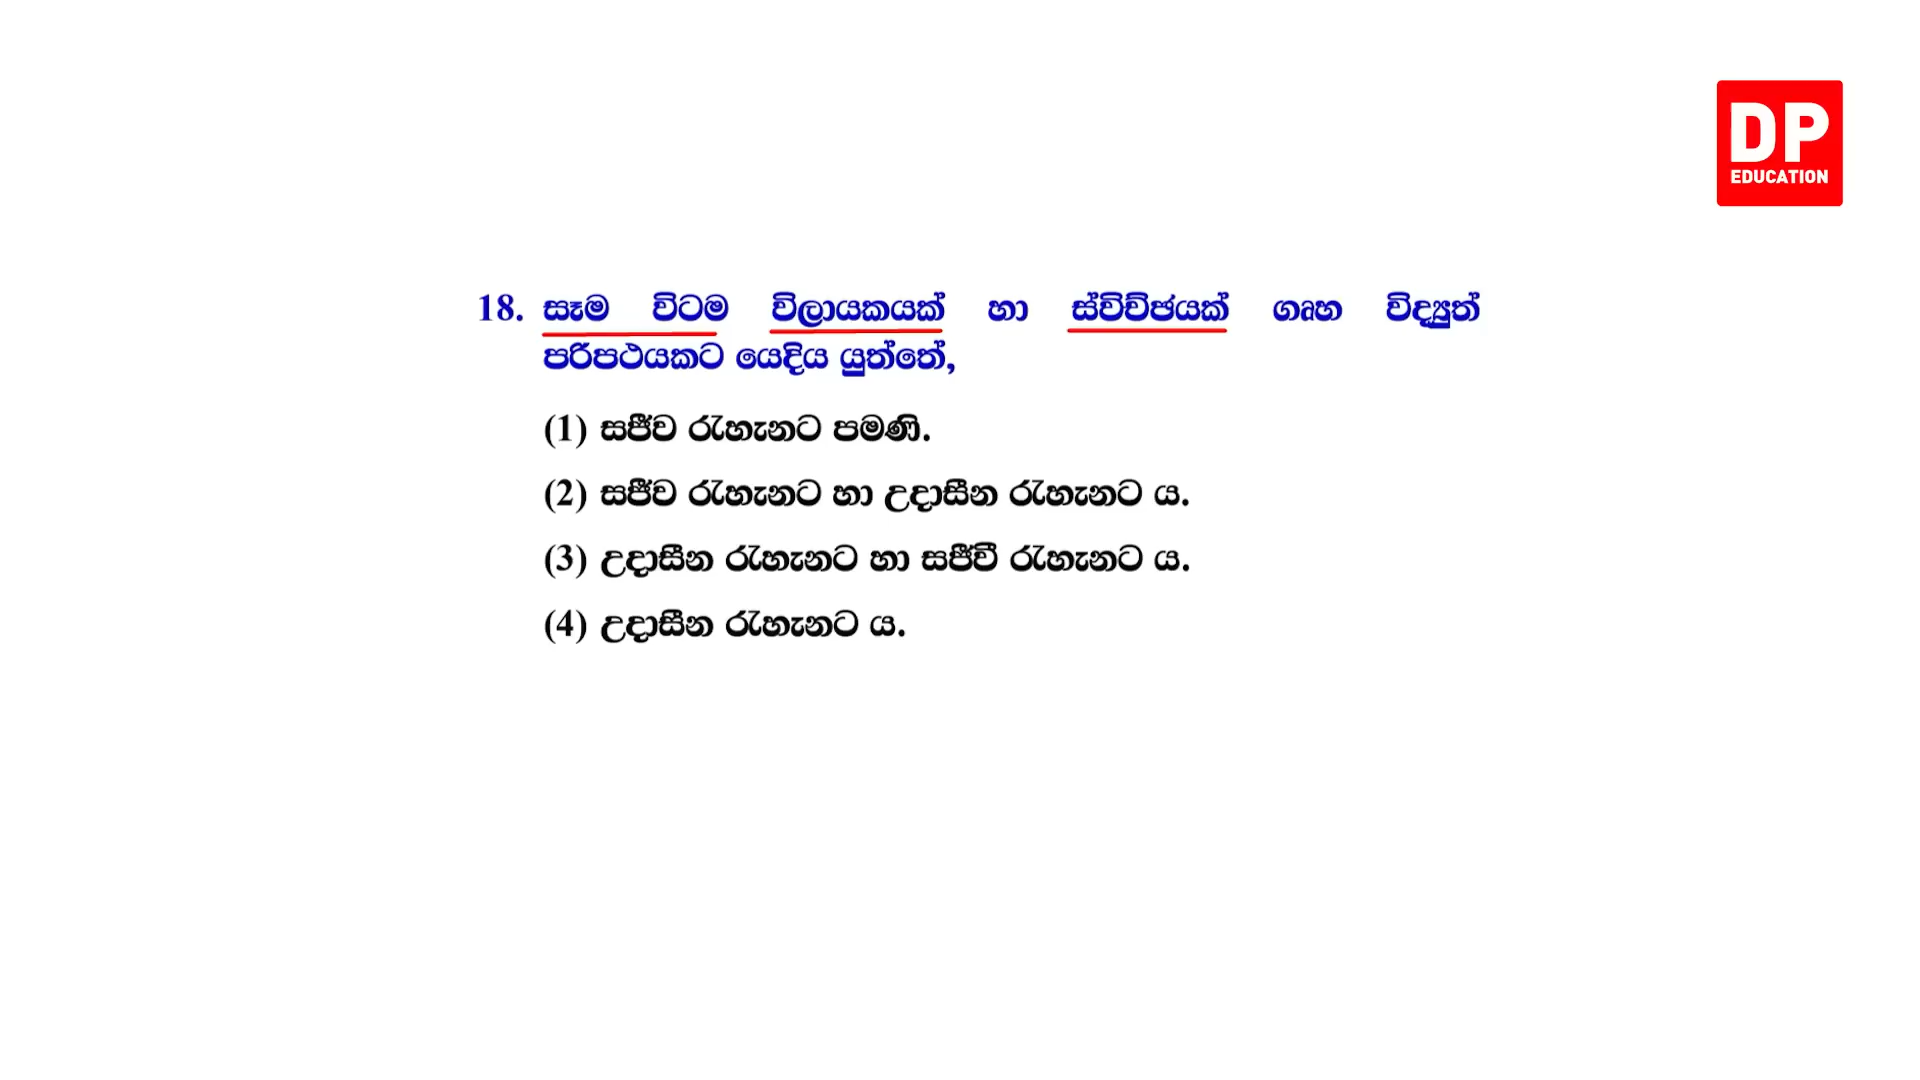 DP
EDUCATION
18. සෑම විටම විලායකයක් හා ස්විච්ඡයක් ගෘහ විද්‍යුත්
පරිපථයකට යෙදිය යුත්තේ,
(1) සජීව රැහැනට පමණි.
(2) සජීව රැහැනට හා උදාසීන රැහැනට ය.
(3) උදාසීන රැහැනට හා සජීවී රැහැනට ය.
(4) උදාසීන රැහැනට ය.